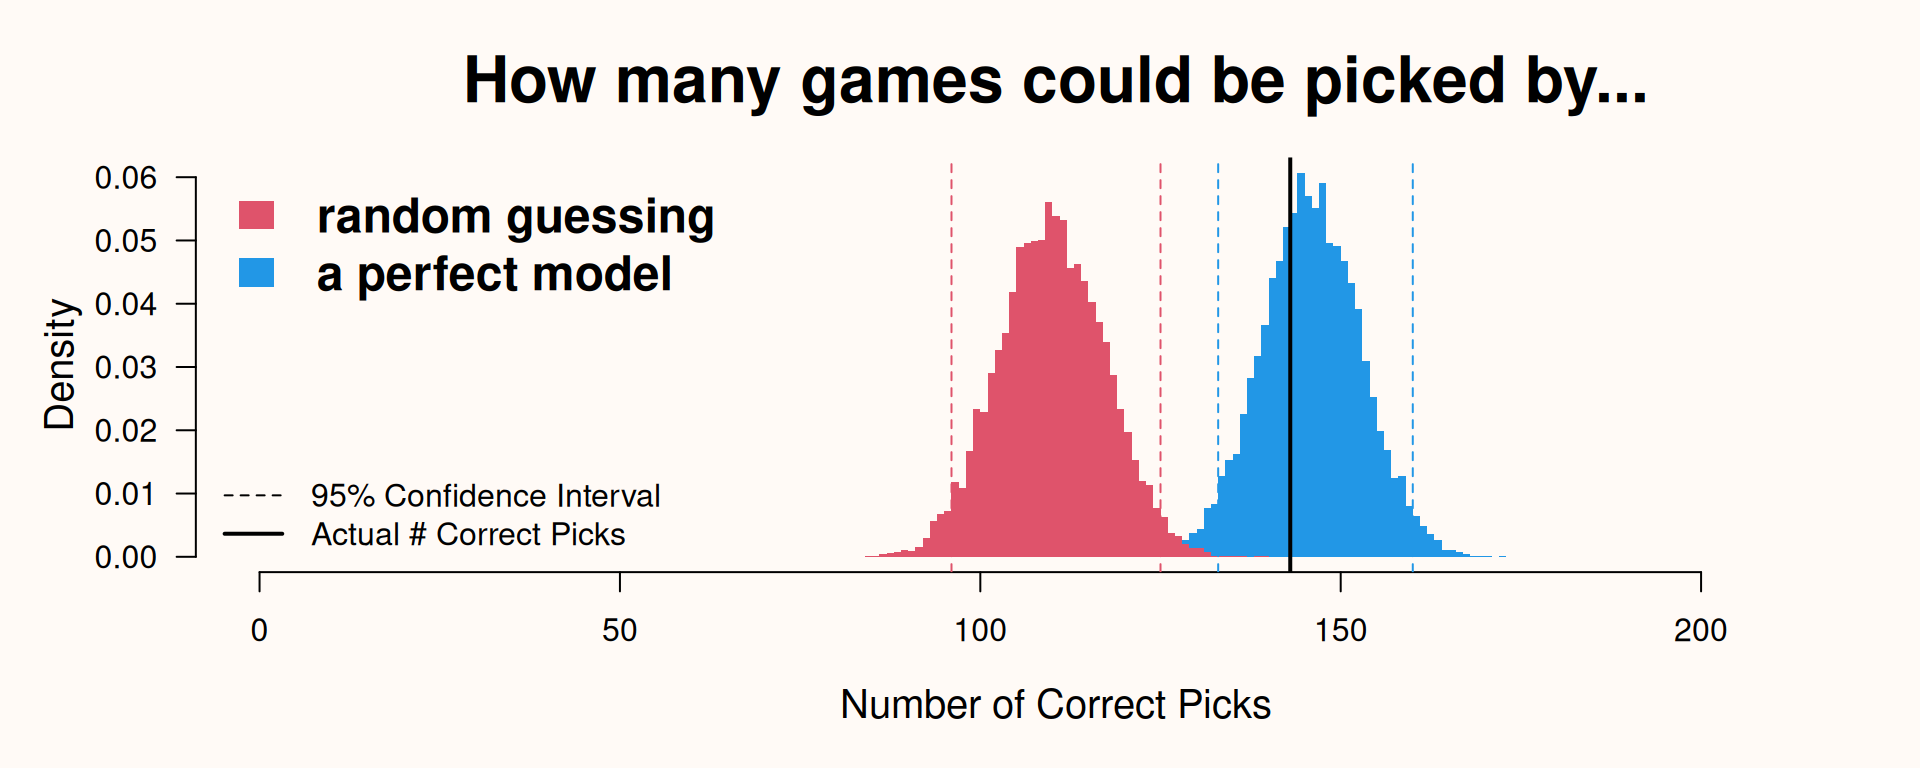 How many games could be picked by...
0.06
0.05
0.04
0.03
0.02
0.01
0.00
Density
random guessing
a perfect model
95% Confidence Interval
Actual # Correct Picks
0 50 100 150 200
Number of Correct Picks